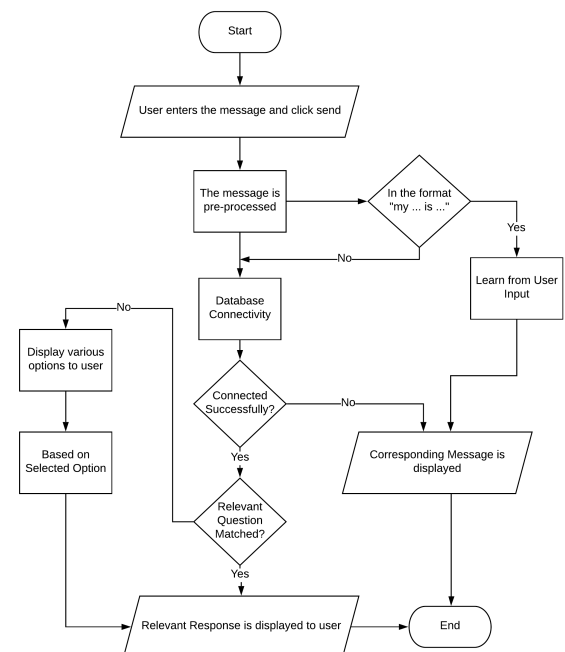 Start
User enters the message and click send
The message is
pre-processed
In the format
"my ... is ..."
Yes
No
Learn from User
Input
Database
Connectivity
No
Display various
options to user
Connected
Successfully?
No
Yes
Based on
Selected Option
Corresponding Message is
displayed
Relevant
Question
Matched?
Yes
Relevant Response is displayed to user
End